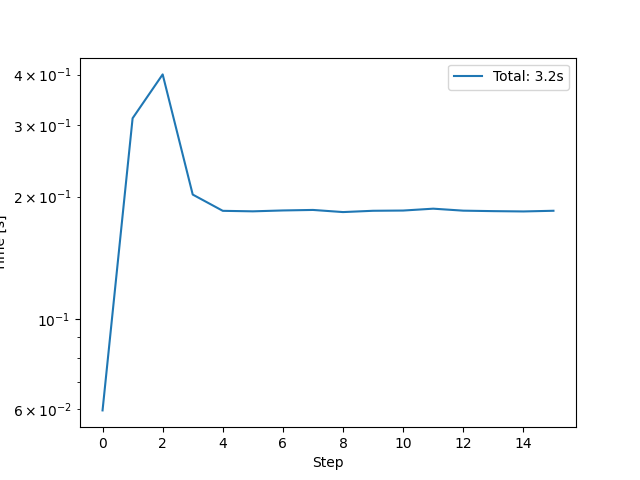 Total: 3.2s
4 × 10⁻¹
3 × 10⁻¹
2 × 10⁻¹
10⁻¹
6 × 10⁻²
[s]
0 2 4 6 8 10 12 14
Step